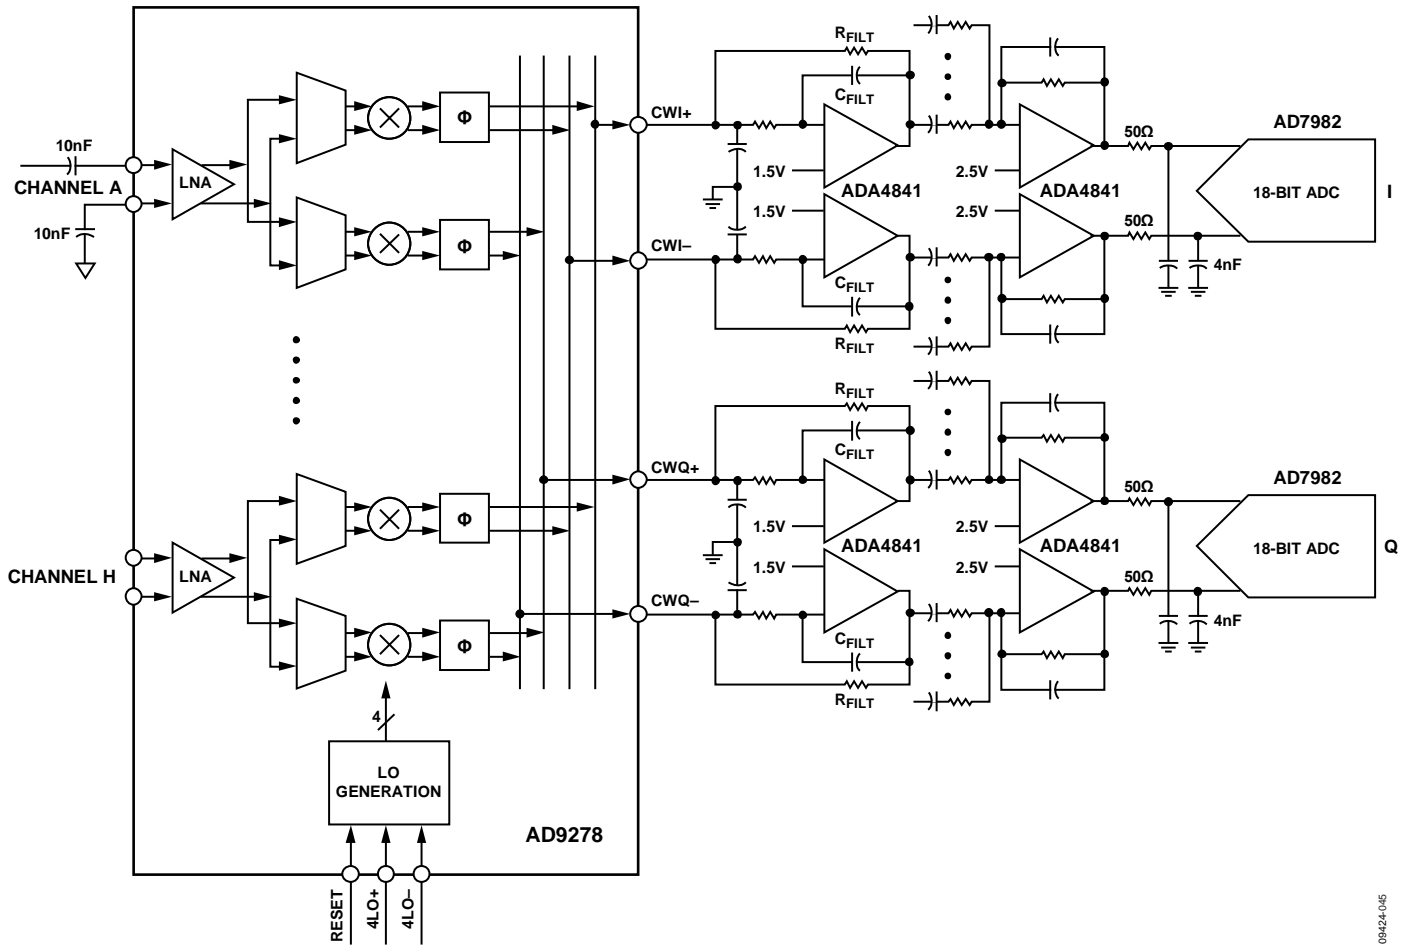 10nF
CHANNEL A
10nF
LNA
Φ
Φ
CHANNEL H
LNA
Φ
Φ
4
LO
GENERATION
AD9278
RESET
4LO+
4LO–
CWI+
CWI–
CWQ+
CWQ–
RFILT
CFILT
1.5V
ADA4841
1.5V
CFILT
RFILT
2.5V
ADA4841
2.5V
50Ω
50Ω
4nF
AD7982
18-BIT ADC
I
RFILT
CFILT
1.5V
ADA4841
1.5V
CFILT
RFILT
2.5V
ADA4841
2.5V
50Ω
50Ω
4nF
AD7982
18-BIT ADC
Q
09424-045